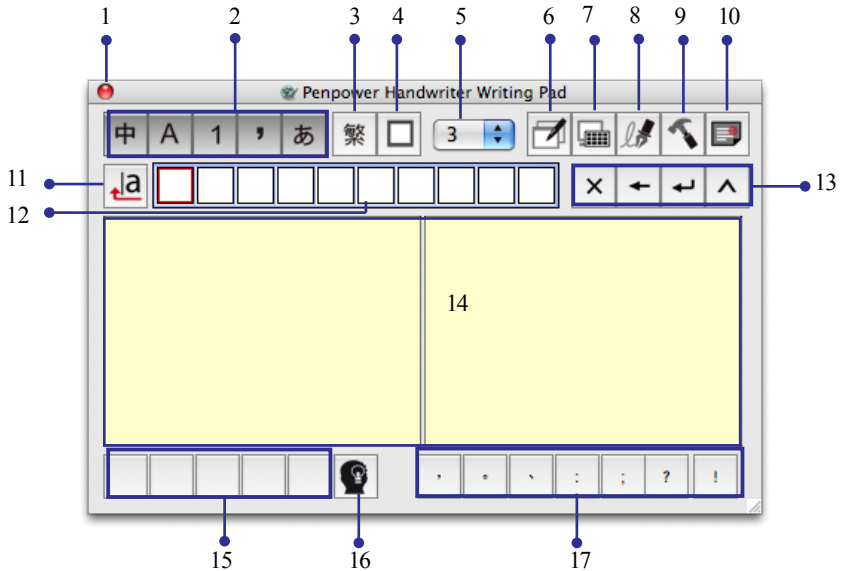 1 2 3 4 5 6 7 8 9 10
Penpower Handwriter Writing Pad
中 A 1 , あ 繁 3
11 a
12
13
14
, 。 、 : ; ? !
15 16 17